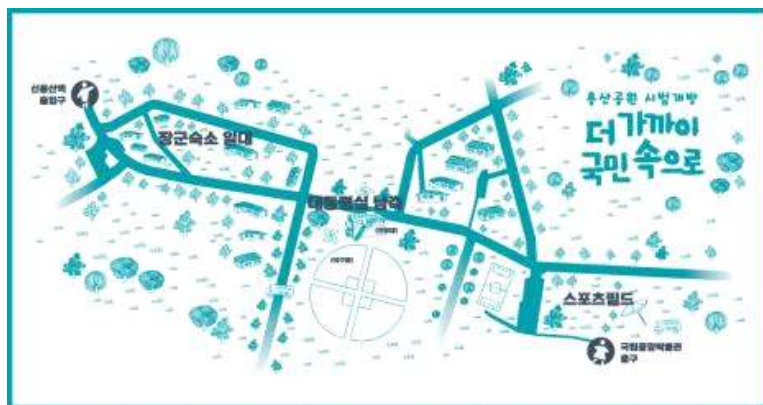 신용산역
출입구
장군숙소 일대
용산공원 시범개방
더 가까이
국민 속으로
대통령실 남측
스포츠필드
국립중앙박물관
출구